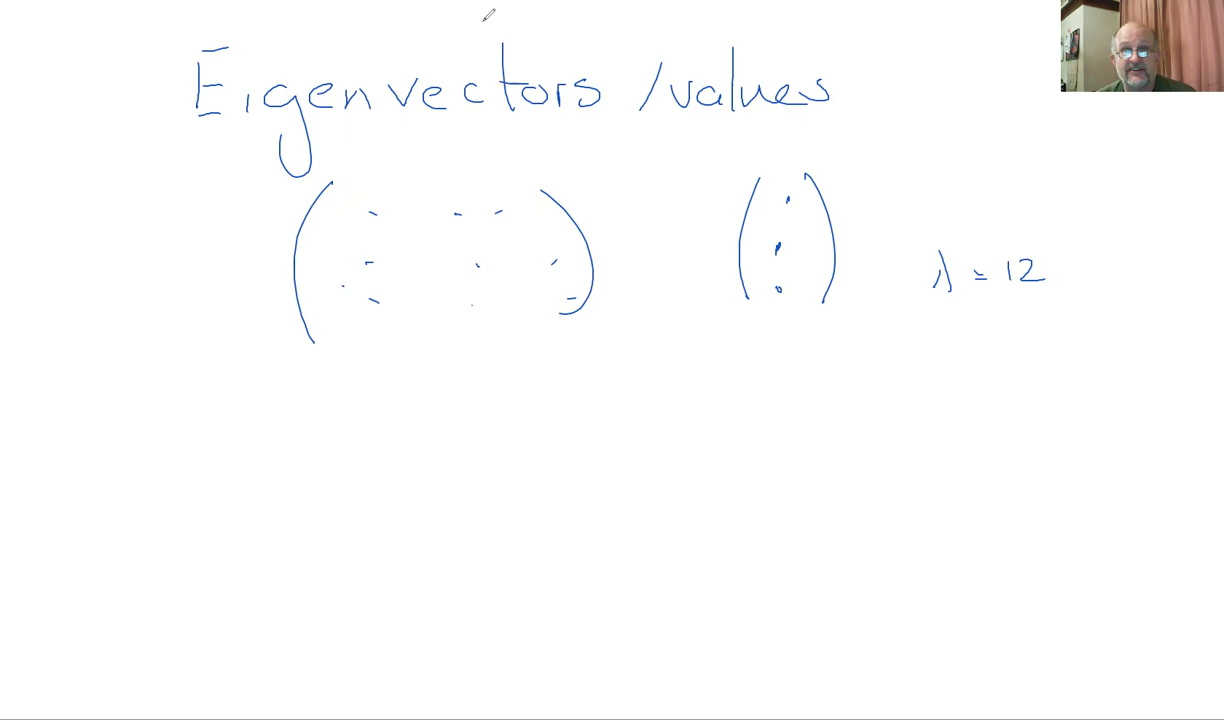 Eigenvectors /values
λ = 12